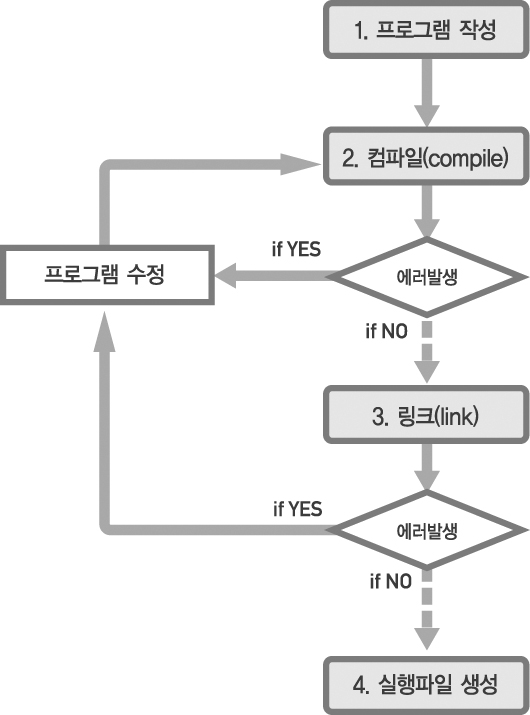 1. 프로그램 작성
2. 컴파일(compile)
if YES
프로그램 수정
에러발생
if NO
3. 링크(link)
if YES
에러발생
if NO
4. 실행파일 생성